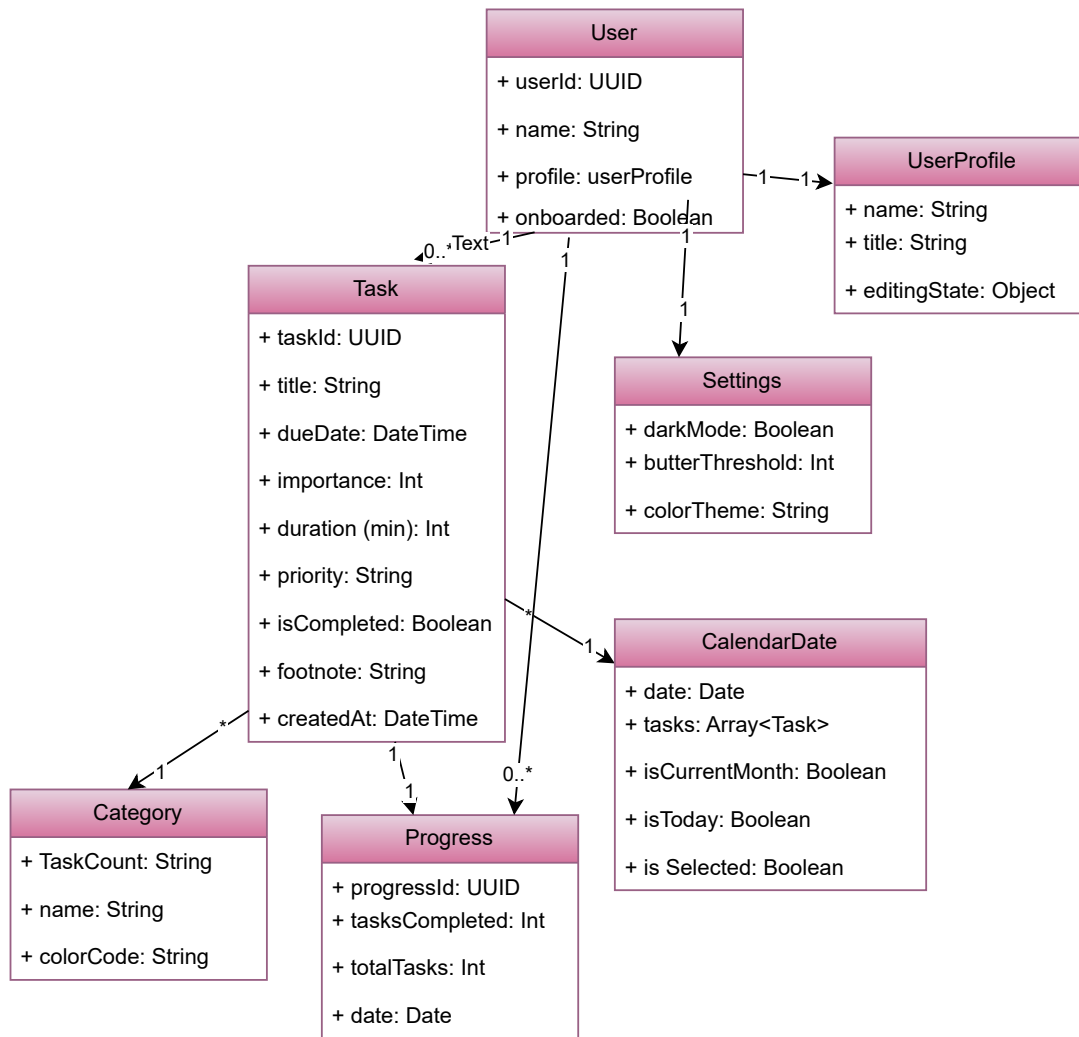 User
+ userId: UUID
+ name: String
+ profile: userProfile
+ onboarded: Boolean
1
1
UserProfile
+ name: String
+ title: String
+ editingState: Object
0..*
Text
1
1
1
1
Task
+ taskId: UUID
+ title: String
+ dueDate: DateTime
+ importance: Int
+ duration (min): Int
+ priority: String
+ isCompleted: Boolean
+ footnote: String
+ createdAt: DateTime
Settings
+ darkMode: Boolean
+ butterThreshold: Int
+ colorTheme: String
*
1
CalendarDate
+ date: Date
+ tasks: Array<Task>
+ isCurrentMonth: Boolean
+ isToday: Boolean
+ is Selected: Boolean
*
1
1
1
0..*
Category
+ TaskCount: String
+ name: String
+ colorCode: String
Progress
+ progressId: UUID
+ tasksCompleted: Int
+ totalTasks: Int
+ date: Date